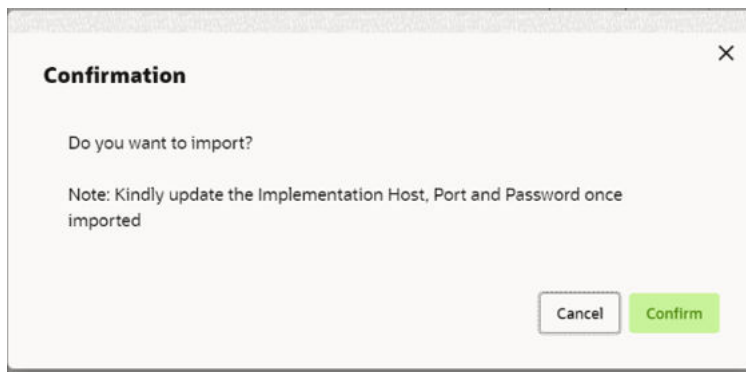 Confirmation
Do you want to import?
Note: Kindly update the Implementation Host, Port and Password once
imported
Cancel Confirm